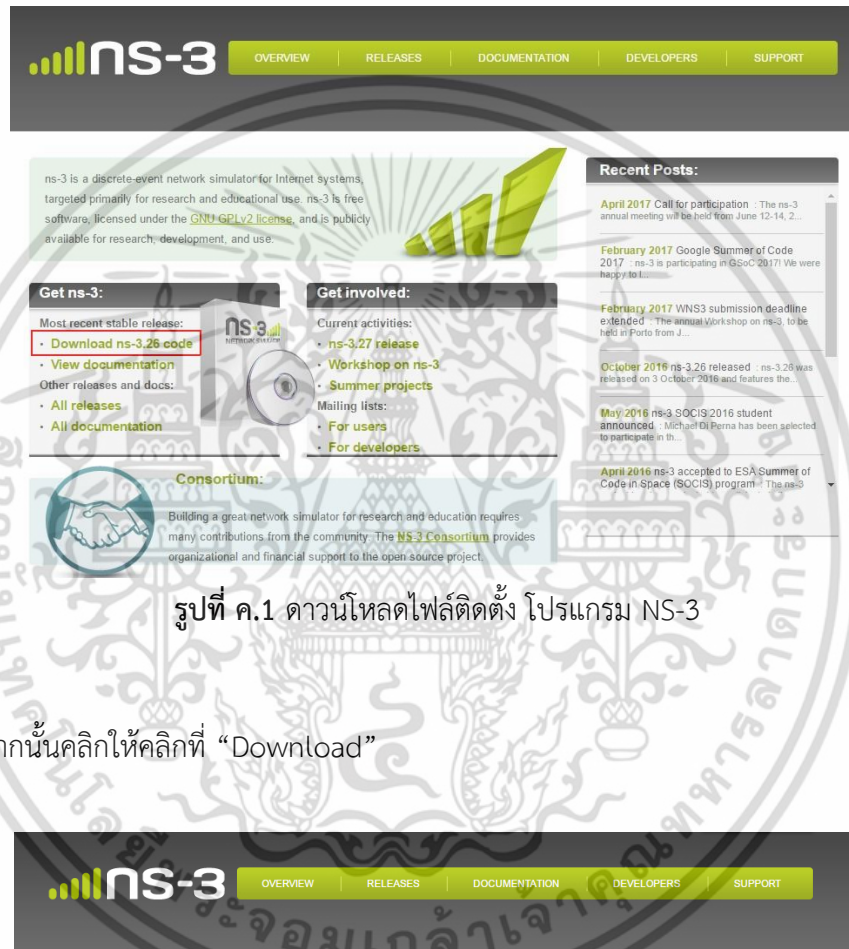 ns-3
OVERVIEW
RELEASES
DOCUMENTATION
DEVELOPERS
SUPPORT
ns-3 is a discrete-event network simulator for Internet systems,
targeted primarily for research and educational use. ns-3 is free
software, licensed under the GNU GPLv2 license, and is publicly
available for research, development, and use.
Get ns-3:
Most recent stable release:
Download ns-3.26 code
View documentation
Other releases and docs:
All releases
All documentation
ns-3
NETWORK SIMULATOR
Get involved:
Current activities:
ns-3.27 release
Workshop on ns-3
Summer projects
Mailing lists:
For users
For developers
Recent Posts:
April 2017 Call for participation : The ns-3
annual meeting will be held from June 12-14, 2...
February 2017 Google Summer of Code
2017 : ns-3 is participating in GSoC 2017! We were
happy to l...
February 2017 WNS3 submission deadline
extended : The annual Workshop on ns-3, to be
held in Porto from J...
October 2016 ns-3.26 released : ns-3.26 was
released on 3 October 2016 and features the...
May 2016 ns-3 SOCIS 2016 student
announced : Michael Di Perna has been selected
to participate in th...
April 2016 ns-3 accepted to ESA Summer of
Code in Space (SOCIS) program : The ns-3
Consortium:
Building a great network simulator for research and education requires
many contributions from the community. The NS-3 Consortium provides
organizational and financial support to the open source project.
รูปที่ ค.1 ดาวน์โหลดไฟล์ติดตั้ง โปรแกรม NS-3
ากนั้นคลิกให้คลิกที่ “Download”
ns-3
OVERVIEW
RELEASES
DOCUMENTATION
DEVELOPERS
SUPPORT